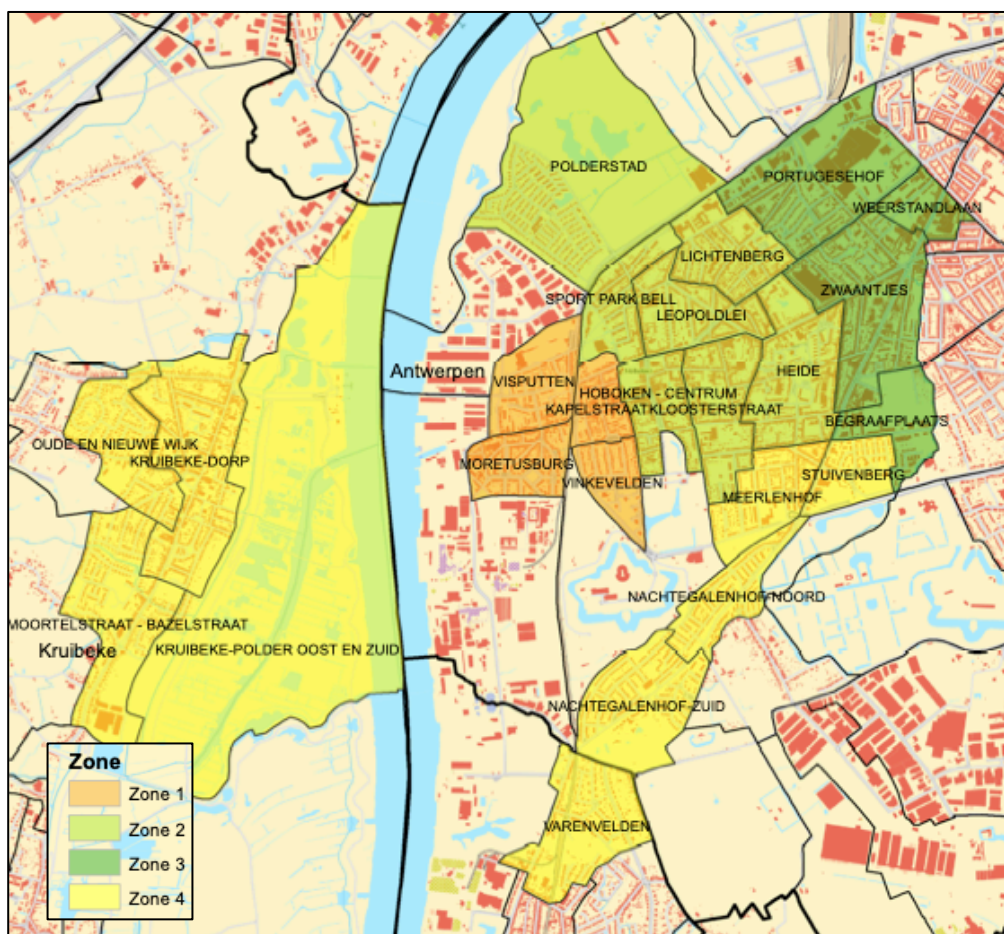 POLDERSTAD
PORTUGESEHOF
WEERSTANDLAAN
LICHTENBERG
ZWAANTJES
SPORT PARK BELL
LEOPOLDLEI
Antwerpen
VISPUTTEN
HEIDE
HOBOKEN - CENTRUM
KAPELSTRAATKLOOSTERSTRAAT
BEGRAAFPLAATS
OUDE EN NIEUWE WIJK
KRUIBEKE-DORP
MORETUSBURG
VINKEVELDEN
STUIVENBERG
MEERLENHOF
NACHTEGALENHOF-NOORD
MOORTELSTRAAT - BAZELSTRAAT
Kruibeke
KRUIBEKE-POLDER OOST EN ZUID
NACHTEGALENHOF-ZUID
VARENVELDEN
Zone
Zone 1
Zone 2
Zone 3
Zone 4